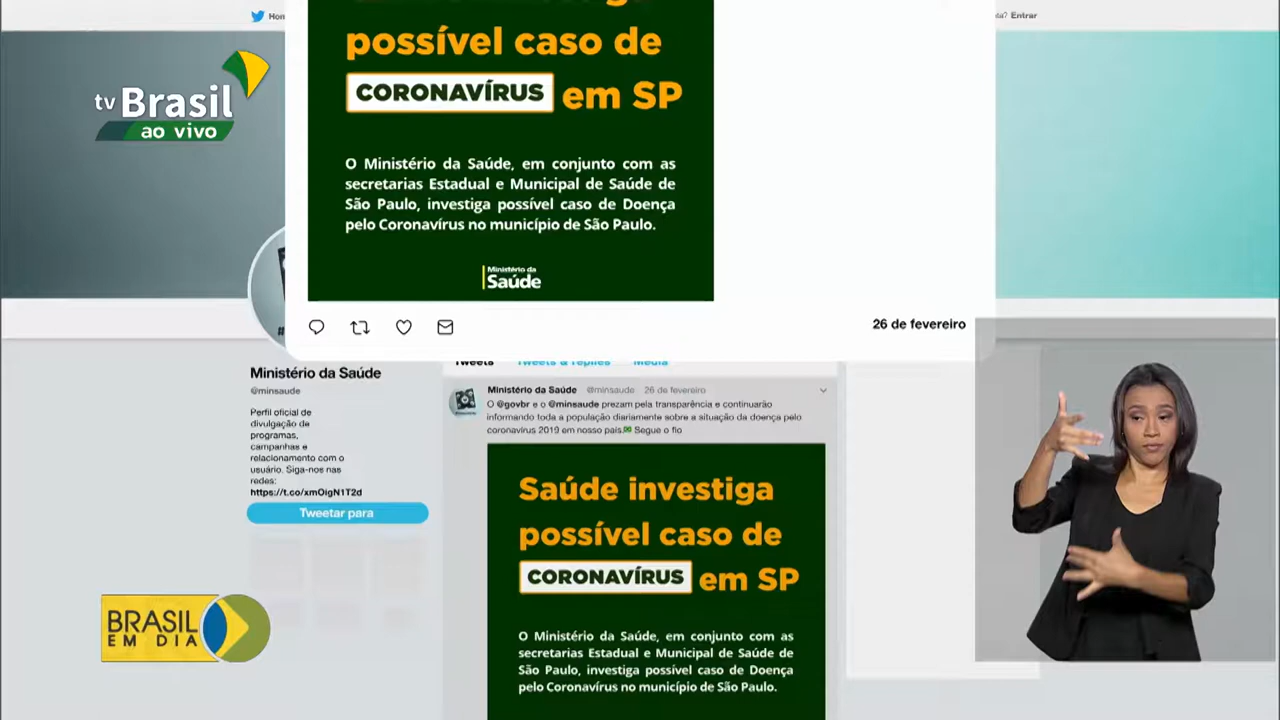 Hom
ta? Entrar
tv Brasil
ao vivo
possível caso de
CORONAVÍRUS em SP
O Ministério da Saúde, em conjunto com as
secretarias Estadual e Municipal de Saúde de
São Paulo, investiga possível caso de Doença
pelo Coronavírus no município de São Paulo.
Ministério da
Saúde
26 de fevereiro
Tweets Tweets & replies Media
Ministério da Saúde
@minsaude
Perfil oficial de
divulgação de
programas,
campanhas e
relacionamento com o
usuário. Siga-nos nas
redes:
https://t.co/xmOigN1T2d
Tweetar para
Ministério da Saúde @minsaude 26 de fevereiro
O @govbr e o @minsaude prezam pela transparência e continuarão
informando toda a população diariamente sobre a situação da doença pelo
coronavírus 2019 em nosso país Segue o fio
Saúde investiga
possível caso de
CORONAVÍRUS em SP
O Ministério da Saúde, em conjunto com as
secretarias Estadual e Municipal de Saúde de
São Paulo, investiga possível caso de Doença
pelo Coronavírus no município de São Paulo.
BRASIL
EM DIA